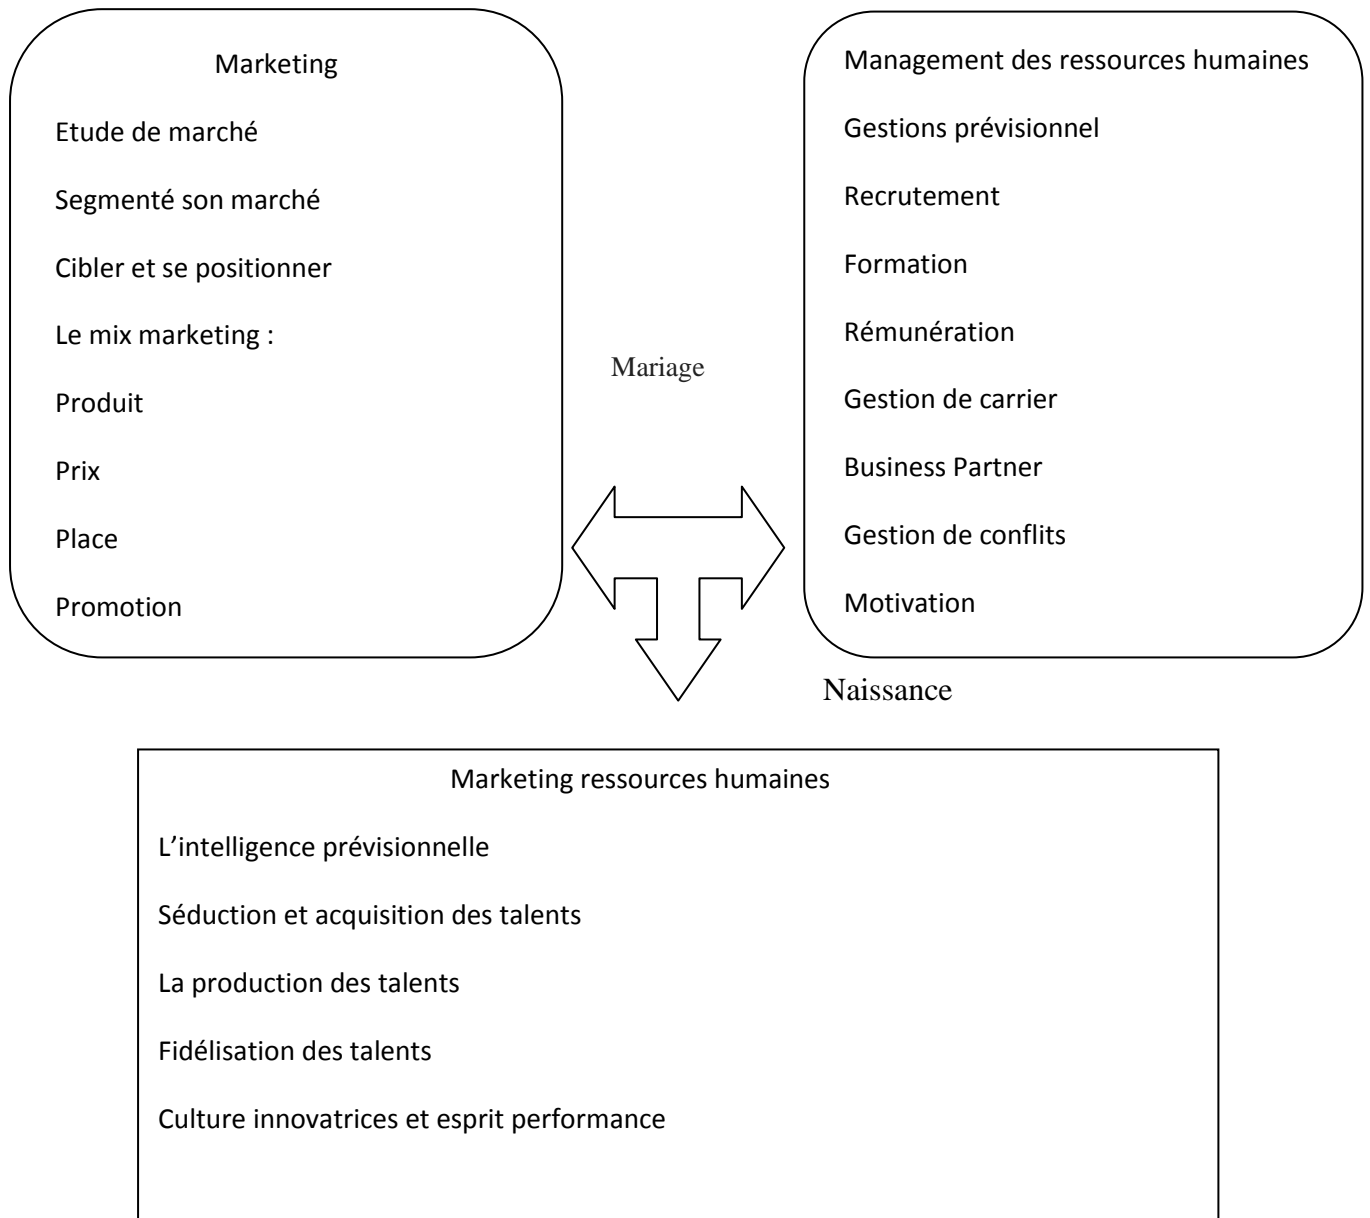 Marketing
Etude de marché
Segmenté son marché
Cibler et se positionner
Le mix marketing :
Produit
Prix
Place
Promotion
Mariage
Management des ressources humaines
Gestions prévisionnel
Recrutement
Formation
Rémunération
Gestion de carrier
Business Partner
Gestion de conflits
Motivation
Naissance
Marketing ressources humaines
L’intelligence prévisionnelle
Séduction et acquisition des talents
La production des talents
Fidélisation des talents
Culture innovatrices et esprit performance